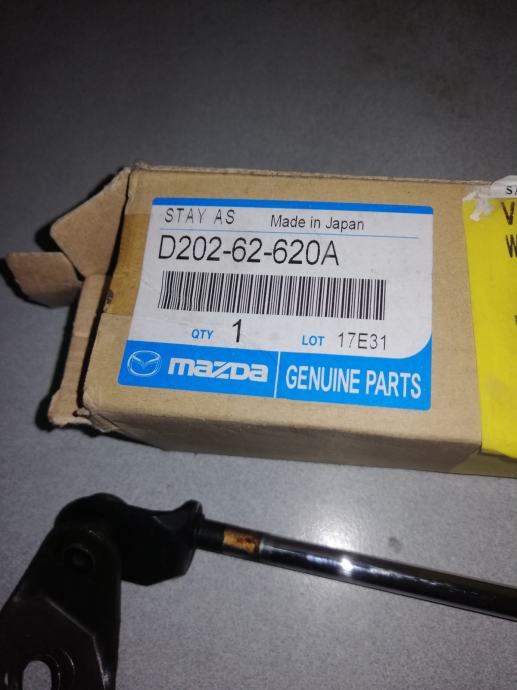 STAY AS Made in Japan
D202-62-620A
QTY 1 LOT 17E31
mazda GENUINE PARTS